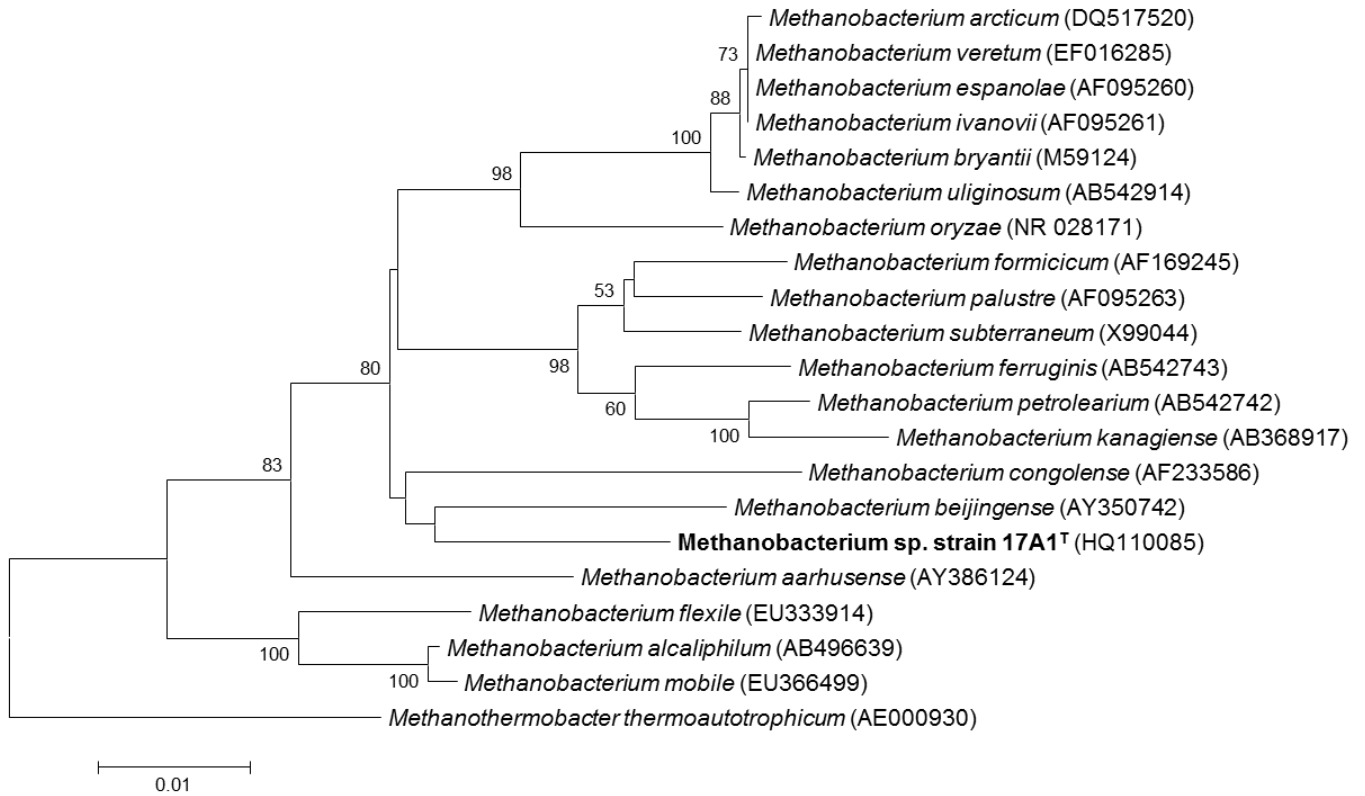 Methanobacterium arcticum (DQ517520)
73
Methanobacterium veretum (EF016285)
Methanobacterium espanolae (AF095260)
88
Methanobacterium ivanovii (AF095261)
100
Methanobacterium bryantii (M59124)
98
Methanobacterium uliginosum (AB542914)
Methanobacterium oryzae (NR 028171)
Methanobacterium formicicum (AF169245)
53
Methanobacterium palustre (AF095263)
Methanobacterium subterraneum (X99044)
98
80
Methanobacterium ferruginis (AB542743)
60
Methanobacterium petrolearium (AB542742)
100
Methanobacterium kanagiense (AB368917)
83
Methanobacterium congolense (AF233586)
Methanobacterium beijingense (AY350742)
Methanobacterium sp. strain 17A1ᵀ (HQ110085)
Methanobacterium aarhusense (AY386124)
Methanobacterium flexile (EU333914)
100
Methanobacterium alcaliphilum (AB496639)
100
Methanobacterium mobile (EU366499)
Methanothermobacter thermoautotrophicum (AE000930)
0.01